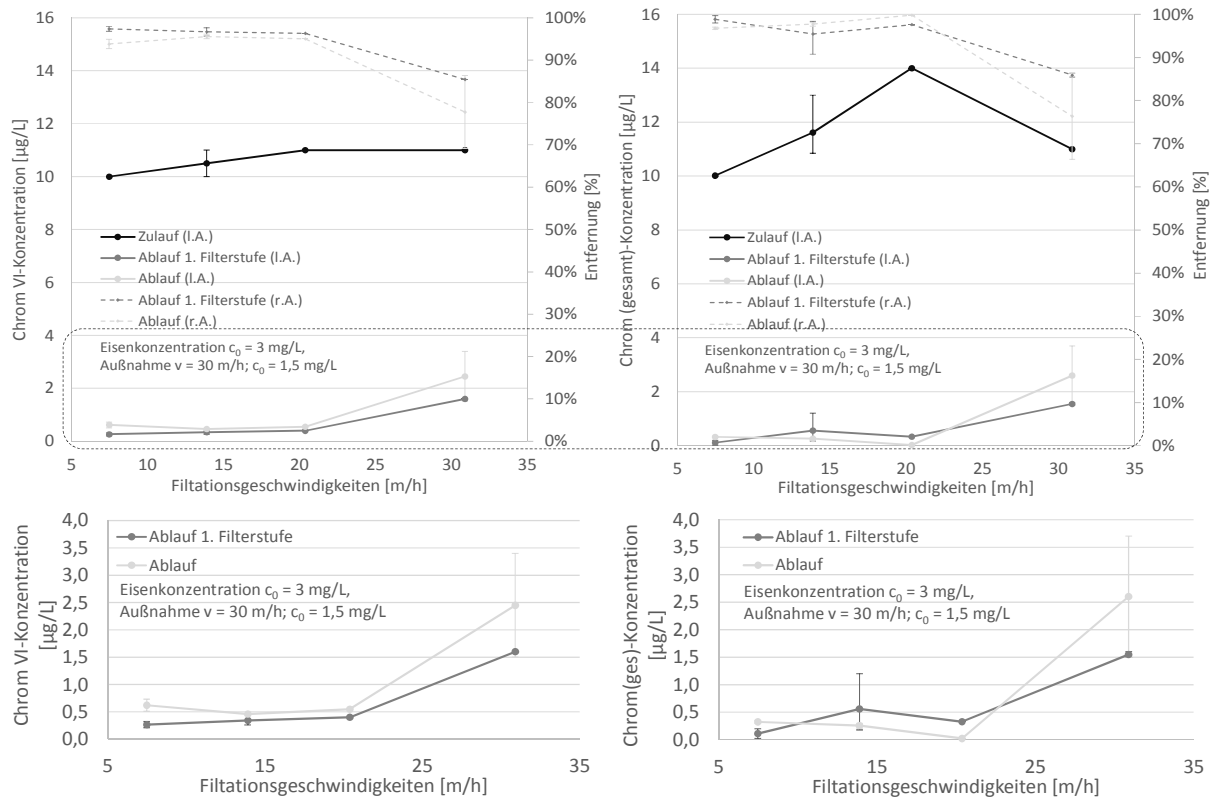 Chrom VI-Konzentration [µg/L]
16
14
12
10
8
6
4
2
0
100%
90%
80%
70%
60%
50%
40%
30%
20%
10%
0%
Entfernung [%]
Zulauf (l.A.)
Ablauf 1. Filterstufe (l.A.)
Ablauf (l.A.)
Ablauf 1. Filterstufe (r.A.)
Ablauf (r.A.)
Eisenkonzentration c₀ = 3 mg/L,
Außnahme v = 30 m/h; c₀ = 1,5 mg/L
5 10 15 20 25 30 35
Filtationsgeschwindigkeiten [m/h]
Chrom (gesamt)-Konzentration [µg/L]
16
14
12
10
8
6
4
2
0
100%
90%
80%
70%
60%
50%
40%
30%
20%
10%
0%
Entfernung [%]
Zulauf (l.A.)
Ablauf 1. Filterstufe (l.A.)
Ablauf (l.A.)
Ablauf 1. Filterstufe (r.A.)
Ablauf (r.A.)
Eisenkonzentration c₀ = 3 mg/L,
Außnahme v = 30 m/h; c₀ = 1,5 mg/L
5 10 15 20 25 30 35
Filtationsgeschwindigkeiten [m/h]
Chrom VI-Konzentration
[µg/L]
4,0
3,5
3,0
2,5
2,0
1,5
1,0
0,5
0,0
Ablauf 1. Filterstufe
Ablauf
Eisenkonzentration c₀ = 3 mg/L,
Außnahme v = 30 m/h; c₀ = 1,5 mg/L
5 15 25 35
Filtationsgeschwindigkeiten [m/h]
Chrom(ges)-Konzentration
[µg/L]
4,0
3,5
3,0
2,5
2,0
1,5
1,0
0,5
0,0
Ablauf 1. Filterstufe
Ablauf
Eisenkonzentration c₀ = 3 mg/L,
Außnahme v = 30 m/h; c₀ = 1,5 mg/L
5 15 25 35
Filtationsgeschwindigkeiten [m/h]